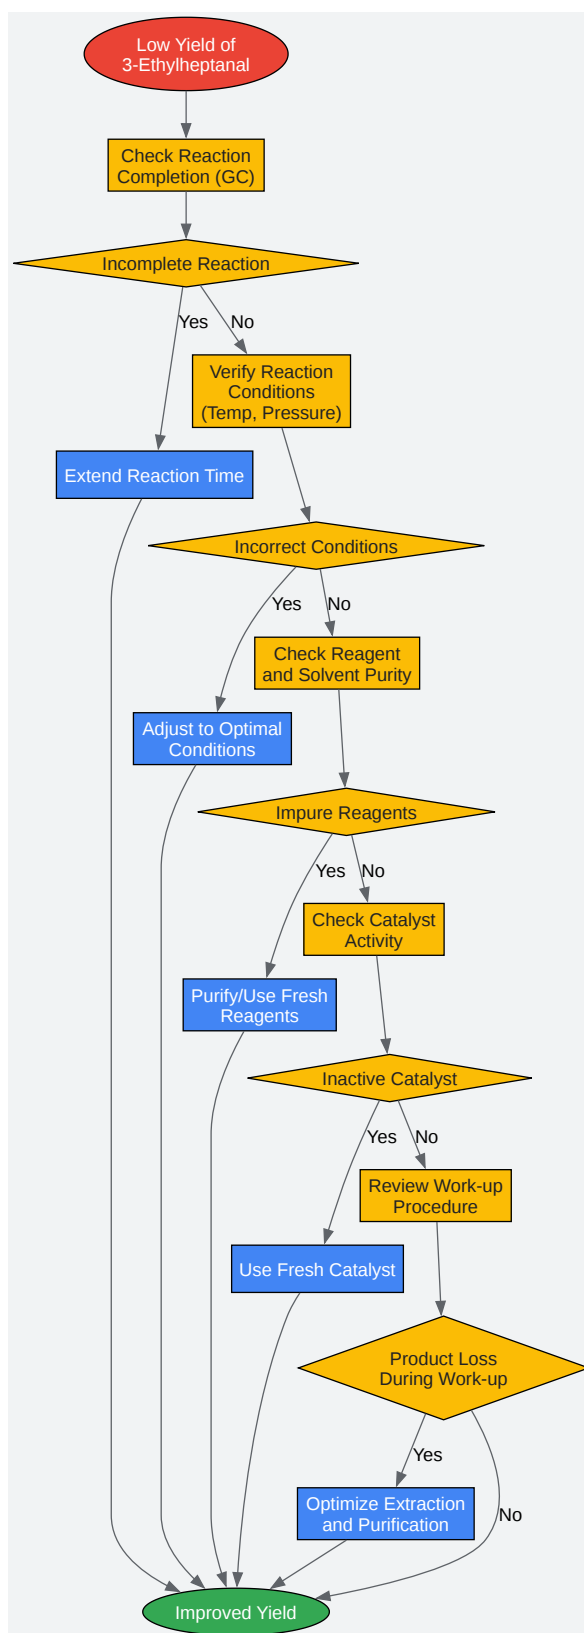 Low Yield of
3-Ethylheptanal
Check Reaction
Completion (GC)
Incomplete Reaction
Yes
No
Verify Reaction
Conditions
(Temp, Pressure)
Extend Reaction Time
Incorrect Conditions
Yes
No
Check Reagent
and Solvent Purity
Adjust to Optimal
Conditions
Impure Reagents
Yes
No
Check Catalyst
Activity
Purify/Use Fresh
Reagents
Inactive Catalyst
Yes
No
Review Work-up
Procedure
Use Fresh Catalyst
Product Loss
During Work-up
Yes
Optimize Extraction
and Purification
No
Improved Yield